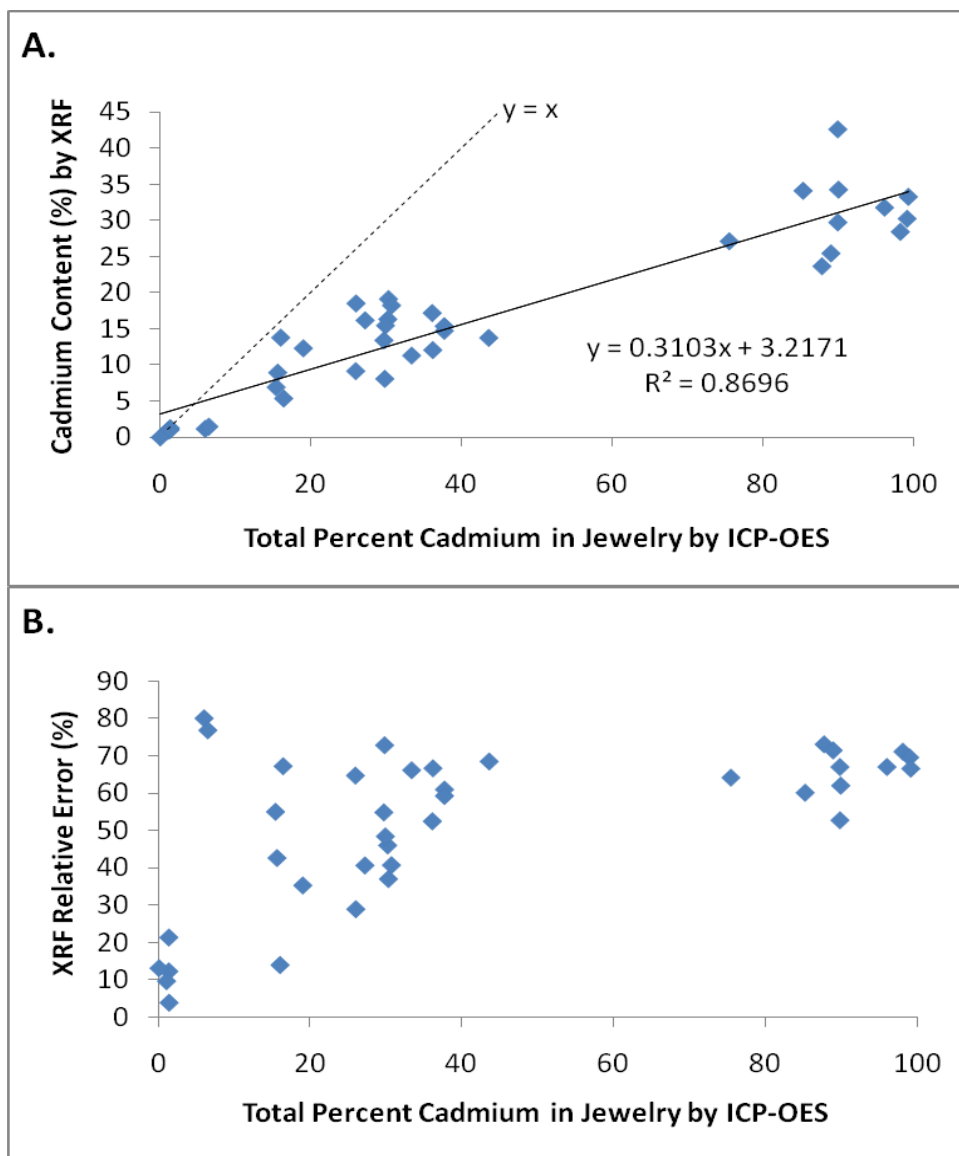 A.
Cadmium Content (%) by XRF
45
40
35
30
25
20
15
10
5
0
y = x
y = 0.3103x + 3.2171
R² = 0.8696
0 20 40 60 80 100
Total Percent Cadmium in Jewelry by ICP-OES
B.
XRF Relative Error (%)
90
80
70
60
50
40
30
20
10
0
0 20 40 60 80 100
Total Percent Cadmium in Jewelry by ICP-OES